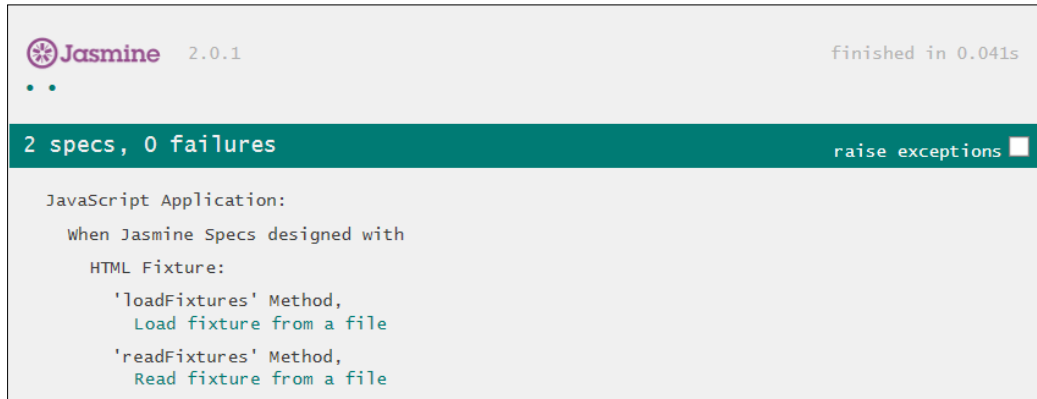 Jasmine 2.0.1 finished in 0.041s
2 specs, 0 failures raise exceptions
JavaScript Application:
When Jasmine Specs designed with
HTML Fixture:
'loadFixtures' Method,
Load fixture from a file
'readFixtures' Method,
Read fixture from a file